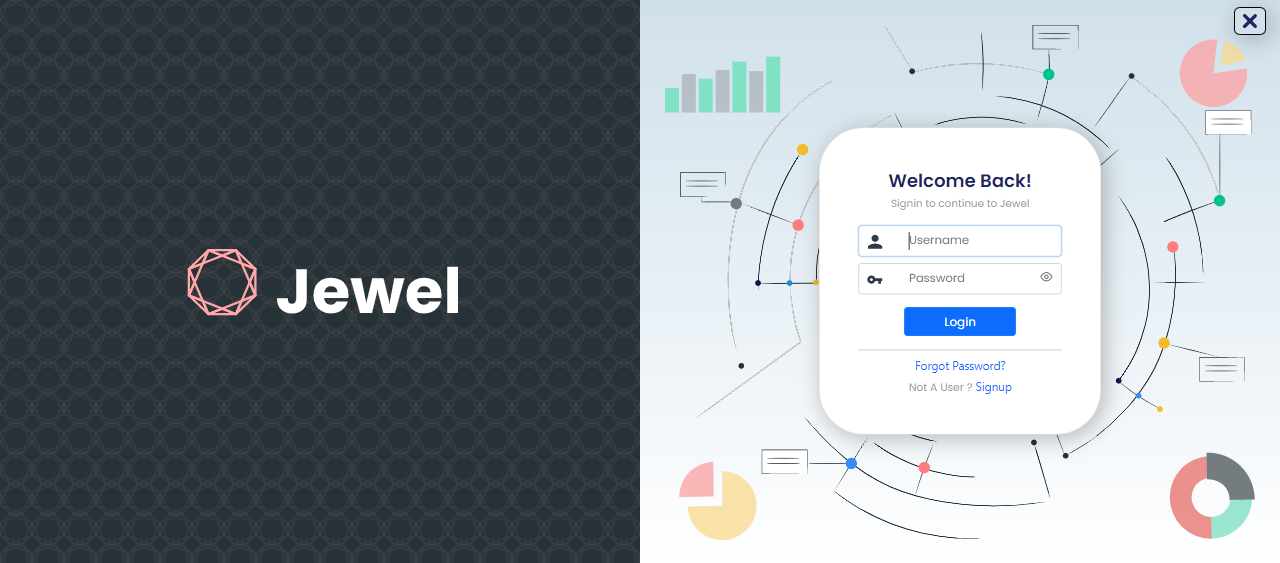 Jewel
Welcome Back!
Signin to continue to Jewel
Username
Password
Login
Forgot Password?
Not A User ? Signup